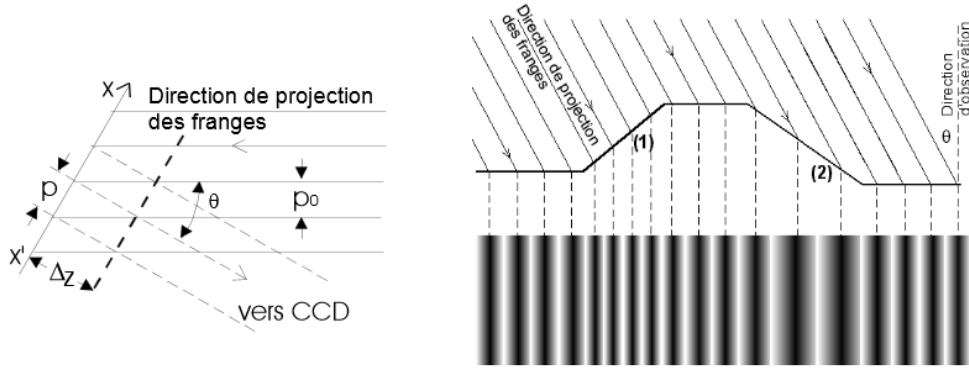 X
Direction de projection
des franges
p
θ
p₀
X'
Δz
vers CCD
Direction de projection
des franges
Direction
d'observation
θ
(1)
(2)